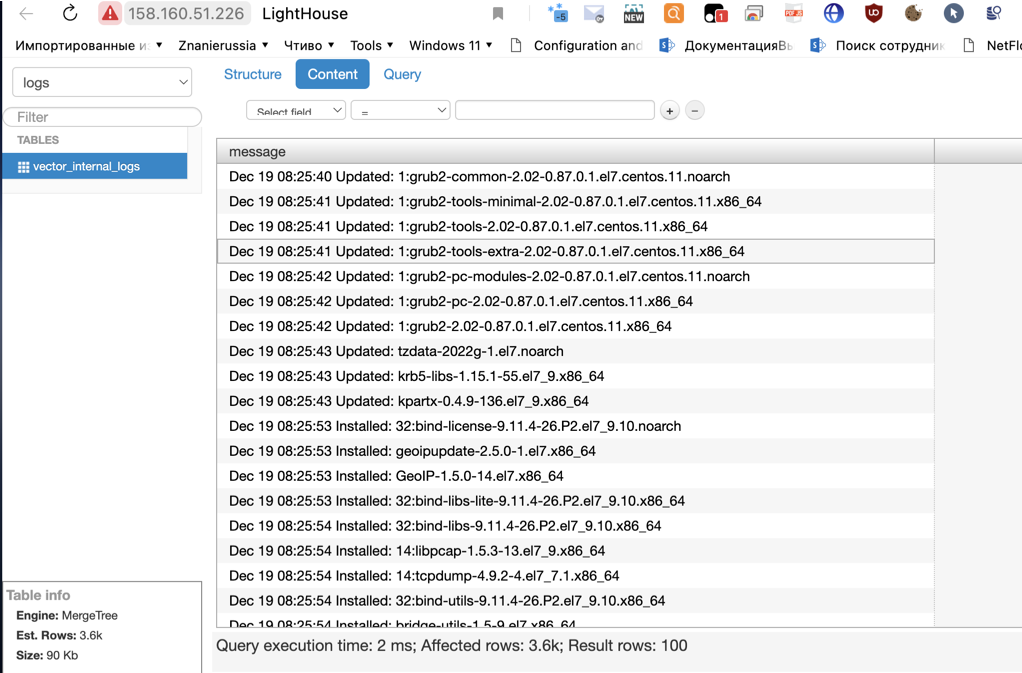 158.160.51.226 LightHouse
-5 NEW 1 PDF JS UD
Импортированные и: Znanierussia Чтиво Tools Windows 11 Configuration and ДокументацияВы Поиск сотрудник NetFlo
logs
Structure Content Query
Filter
Select field =
+ −
TABLES
vector_internal_logs
message
Dec 19 08:25:40 Updated: 1:grub2-common-2.02-0.87.0.1.el7.centos.11.noarch
Dec 19 08:25:41 Updated: 1:grub2-tools-minimal-2.02-0.87.0.1.el7.centos.11.x86_64
Dec 19 08:25:41 Updated: 1:grub2-tools-2.02-0.87.0.1.el7.centos.11.x86_64
Dec 19 08:25:41 Updated: 1:grub2-tools-extra-2.02-0.87.0.1.el7.centos.11.x86_64
Dec 19 08:25:42 Updated: 1:grub2-pc-modules-2.02-0.87.0.1.el7.centos.11.noarch
Dec 19 08:25:42 Updated: 1:grub2-pc-2.02-0.87.0.1.el7.centos.11.x86_64
Dec 19 08:25:42 Updated: 1:grub2-2.02-0.87.0.1.el7.centos.11.x86_64
Dec 19 08:25:43 Updated: tzdata-2022g-1.el7.noarch
Dec 19 08:25:43 Updated: krb5-libs-1.15.1-55.el7_9.x86_64
Dec 19 08:25:43 Updated: kpartx-0.4.9-136.el7_9.x86_64
Dec 19 08:25:53 Installed: 32:bind-license-9.11.4-26.P2.el7_9.10.noarch
Dec 19 08:25:53 Installed: geoipupdate-2.5.0-1.el7.x86_64
Dec 19 08:25:53 Installed: GeoIP-1.5.0-14.el7.x86_64
Dec 19 08:25:53 Installed: 32:bind-libs-lite-9.11.4-26.P2.el7_9.10.x86_64
Dec 19 08:25:54 Installed: 32:bind-libs-9.11.4-26.P2.el7_9.10.x86_64
Dec 19 08:25:54 Installed: 14:libpcap-1.5.3-13.el7_9.x86_64
Dec 19 08:25:54 Installed: 14:tcpdump-4.9.2-4.el7_7.1.x86_64
Dec 19 08:25:54 Installed: 32:bind-utils-9.11.4-26.P2.el7_9.10.x86_64
Dec 19 08:25:54 Installed: bridge-utils-1.5-9.el7.x86_64
Table info
Engine: MergeTree
Est. Rows: 3.6k
Size: 90 Kb
Query execution time: 2 ms; Affected rows: 3.6k; Result rows: 100